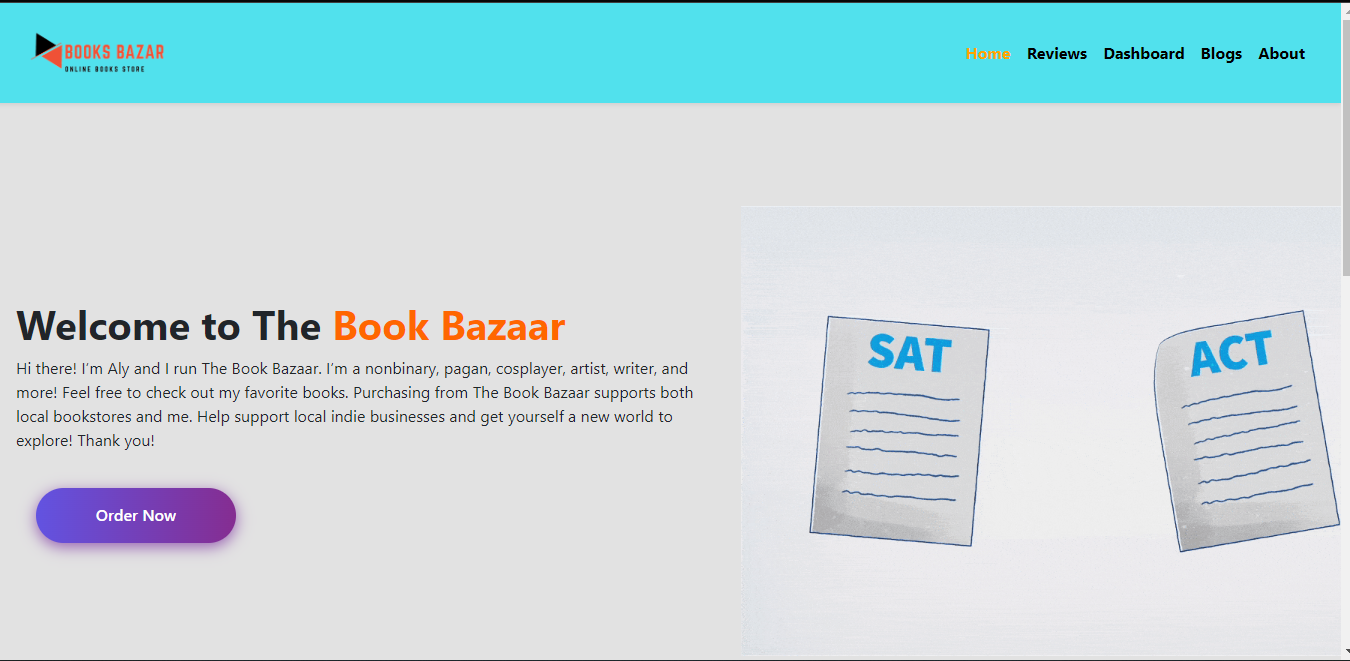 BOOKS BAZAR
ONLINE BOOKS STORE
Home Reviews Dashboard Blogs About
Welcome to The Book Bazaar
Hi there! I’m Aly and I run The Book Bazaar. I’m a nonbinary, pagan, cosplayer, artist, writer, and
more! Feel free to check out my favorite books. Purchasing from The Book Bazaar supports both
local bookstores and me. Help support local indie businesses and get yourself a new world to
explore! Thank you!
Order Now
SAT
ACT